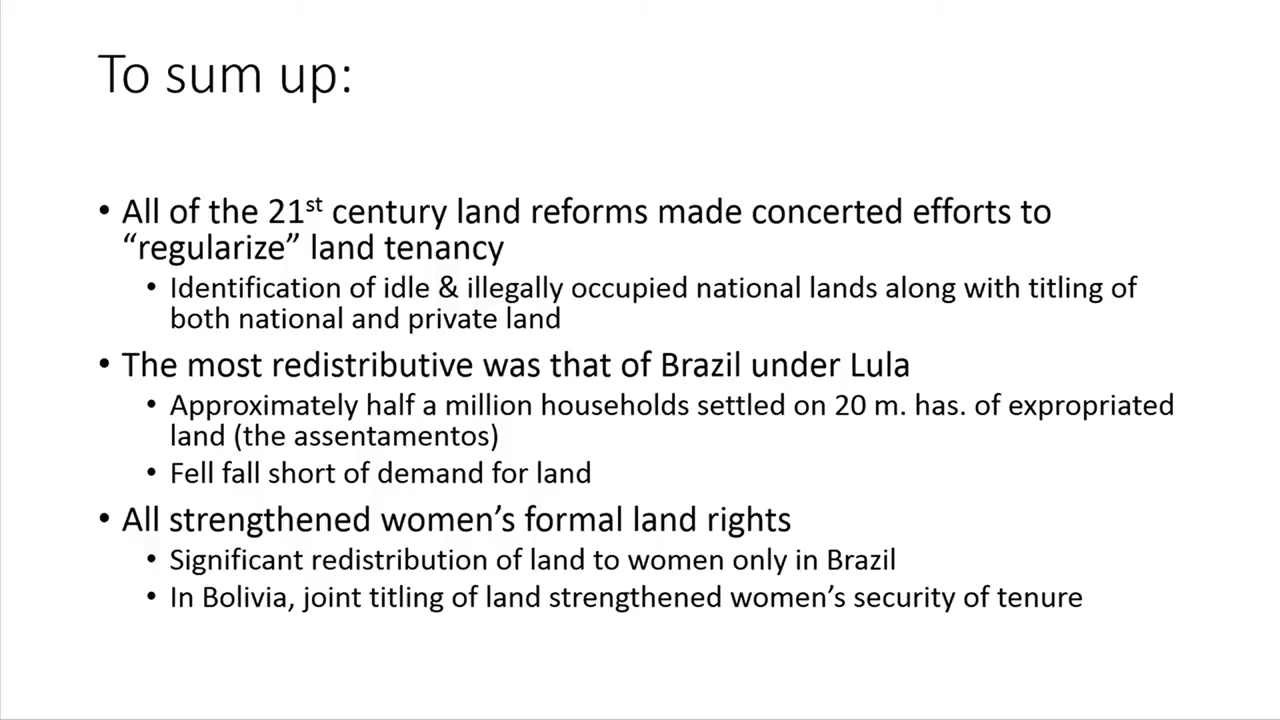 To sum up:
• All of the 21st century land reforms made concerted efforts to
“regularize” land tenancy
• Identification of idle & illegally occupied national lands along with titling of
both national and private land
• The most redistributive was that of Brazil under Lula
• Approximately half a million households settled on 20 m. has. of expropriated
land (the assentamentos)
• Fell fall short of demand for land
• All strengthened women’s formal land rights
• Significant redistribution of land to women only in Brazil
• In Bolivia, joint titling of land strengthened women’s security of tenure